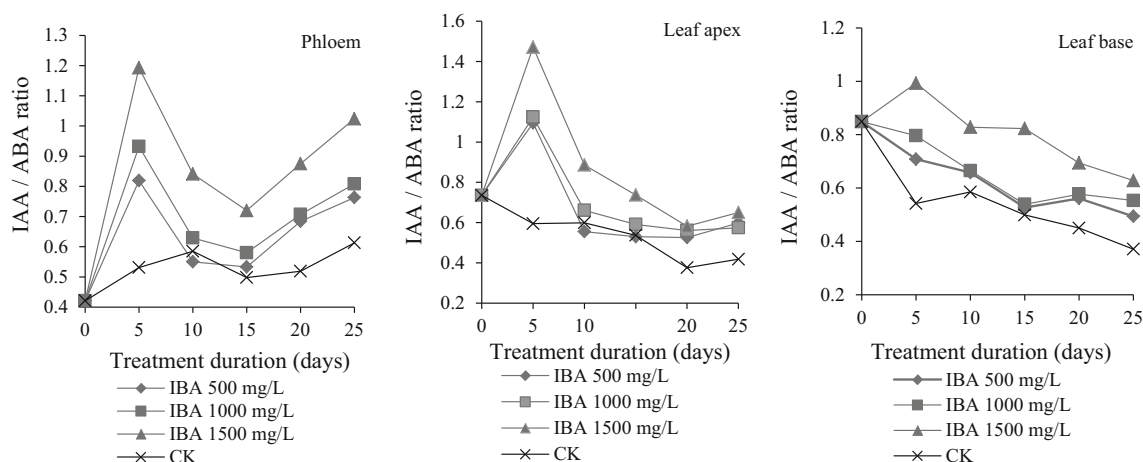 Phloem
IAA / ABA ratio
1.3
1.2
1.1
1
0.9
0.8
0.7
0.6
0.5
0.4
0 5 10 15 20 25
Treatment duration (days)
IBA 500 mg/L
IBA 1000 mg/L
IBA 1500 mg/L
CK
Leaf apex
IAA / ABA ratio
1.6
1.4
1.2
1.0
0.8
0.6
0.4
0.2
0 5 10 15 20 25
Treatment duration (days)
IBA 500 mg/L
IBA 1000 mg/L
IBA 1500 mg/L
CK
Leaf base
IAA / ABA ratio
1.2
1
0.8
0.6
0.4
0.2
0 5 10 15 20 25
Treatment duration (days)
IBA 500 mg/L
IBA 1000 mg/L
IBA 1500 mg/L
CK